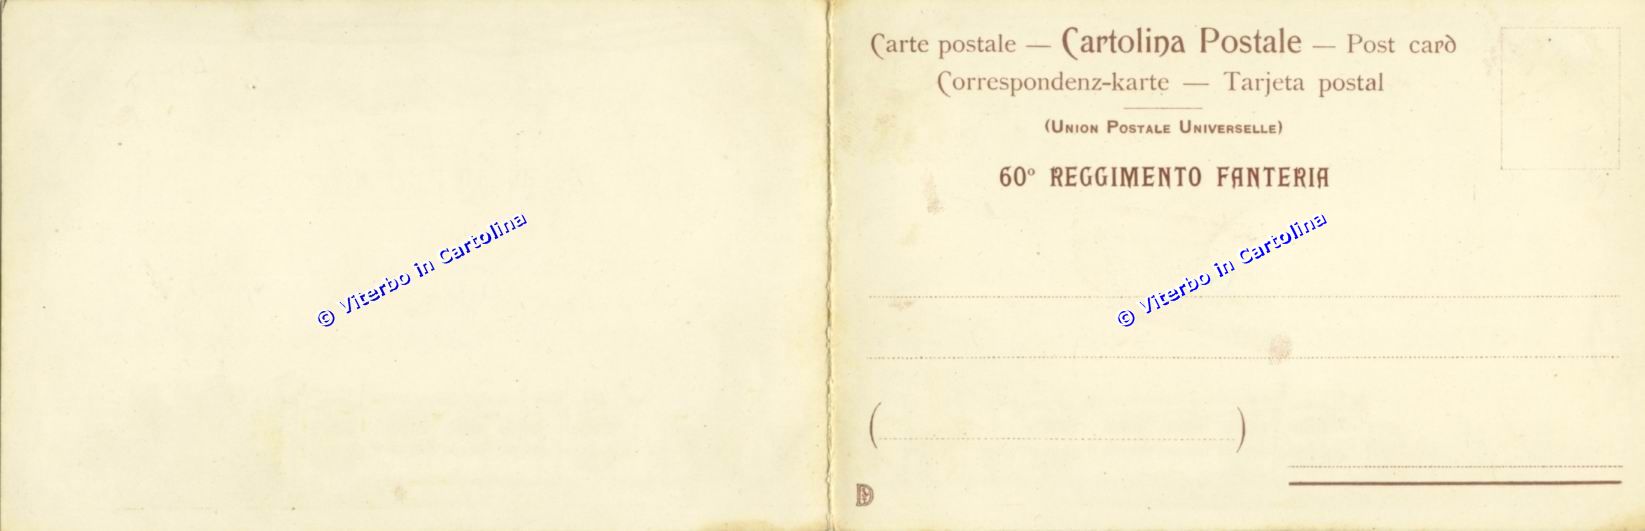 Carte postale — Cartolina Postale — Post card
Correspondenz-karte — Tarjeta postal
(Union Postale Universelle)
60° REGGIMENTO FANTERIA
© Viterbo in Cartolina
© Viterbo in Cartolina
( )